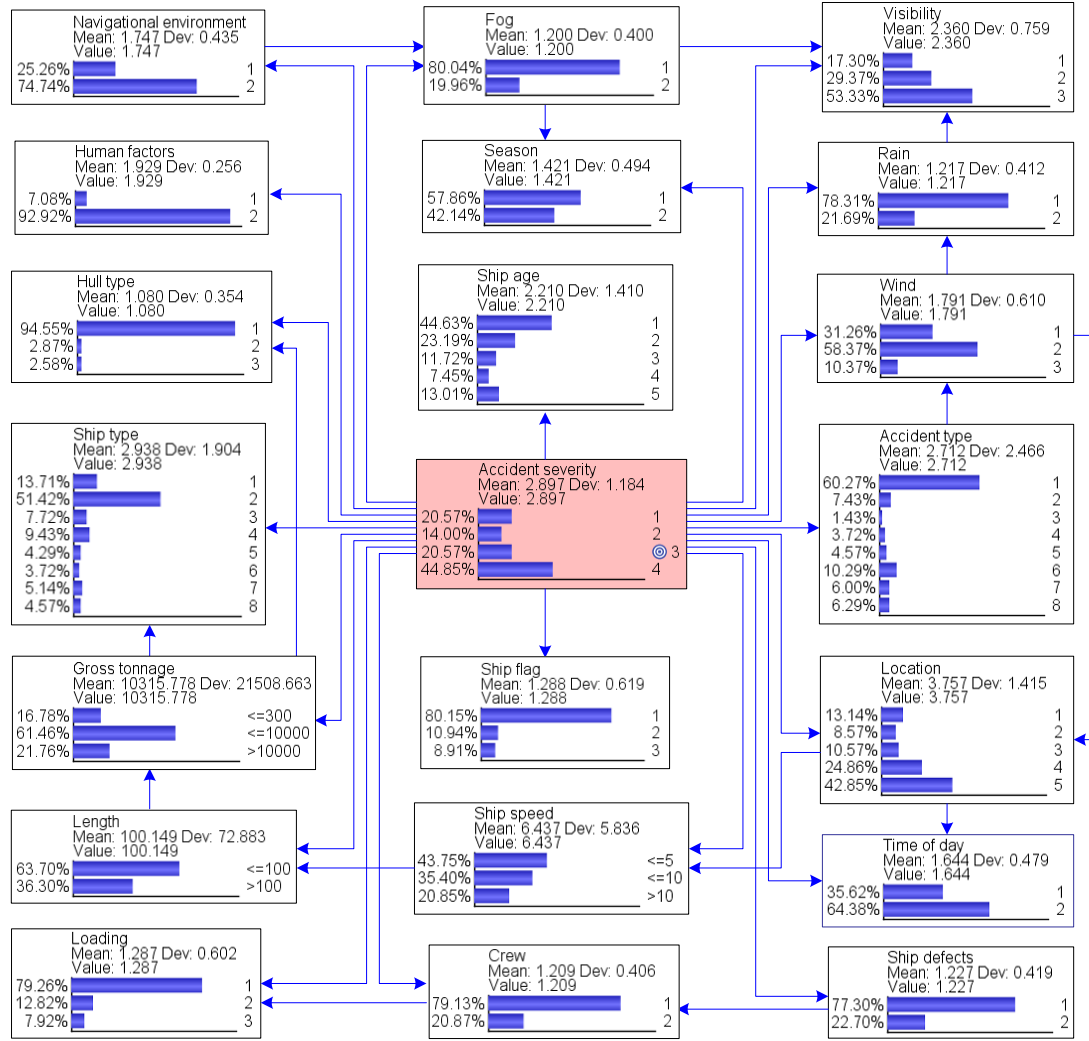 Navigational environment
Mean: 1.747 Dev: 0.435
Value: 1.747
25.26% 1
74.74% 2
Fog
Mean: 1.200 Dev: 0.400
Value: 1.200
80.04% 1
19.96% 2
Visibility
Mean: 2.360 Dev: 0.759
Value: 2.360
17.30% 1
29.37% 2
53.33% 3
Human factors
Mean: 1.929 Dev: 0.256
Value: 1.929
7.08% 1
92.92% 2
Season
Mean: 1.421 Dev: 0.494
Value: 1.421
57.86% 1
42.14% 2
Rain
Mean: 1.217 Dev: 0.412
Value: 1.217
78.31% 1
21.69% 2
Hull type
Mean: 1.080 Dev: 0.354
Value: 1.080
94.55% 1
2.87% 2
2.58% 3
Ship age
Mean: 2.210 Dev: 1.410
Value: 2.210
44.63% 1
23.19% 2
11.72% 3
7.45% 4
13.01% 5
Wind
Mean: 1.791 Dev: 0.610
Value: 1.791
31.26% 1
58.37% 2
10.37% 3
Ship type
Mean: 2.938 Dev: 1.904
Value: 2.938
13.71% 1
51.42% 2
7.72% 3
9.43% 4
4.29% 5
3.72% 6
5.14% 7
4.57% 8
Accident severity
Mean: 2.897 Dev: 1.184
Value: 2.897
20.57% 1
14.00% 2
20.57% 3
44.85% 4
Accident type
Mean: 2.712 Dev: 2.466
Value: 2.712
60.27% 1
7.43% 2
1.43% 3
3.72% 4
4.57% 5
10.29% 6
6.00% 7
6.29% 8
Gross tonnage
Mean: 10315.778 Dev: 21508.663
Value: 10315.778
16.78% <=300
61.46% <=10000
21.76% >10000
Ship flag
Mean: 1.288 Dev: 0.619
Value: 1.288
80.15% 1
10.94% 2
8.91% 3
Location
Mean: 3.757 Dev: 1.415
Value: 3.757
13.14% 1
8.57% 2
10.57% 3
24.86% 4
42.85% 5
Length
Mean: 100.149 Dev: 72.883
Value: 100.149
63.70% <=100
36.30% >100
Ship speed
Mean: 6.437 Dev: 5.836
Value: 6.437
43.75% <=5
35.40% <=10
20.85% >10
Time of day
Mean: 1.644 Dev: 0.479
Value: 1.644
35.62% 1
64.38% 2
Loading
Mean: 1.287 Dev: 0.602
Value: 1.287
79.26% 1
12.82% 2
7.92% 3
Crew
Mean: 1.209 Dev: 0.406
Value: 1.209
79.13% 1
20.87% 2
Ship defects
Mean: 1.227 Dev: 0.419
Value: 1.227
77.30% 1
22.70% 2